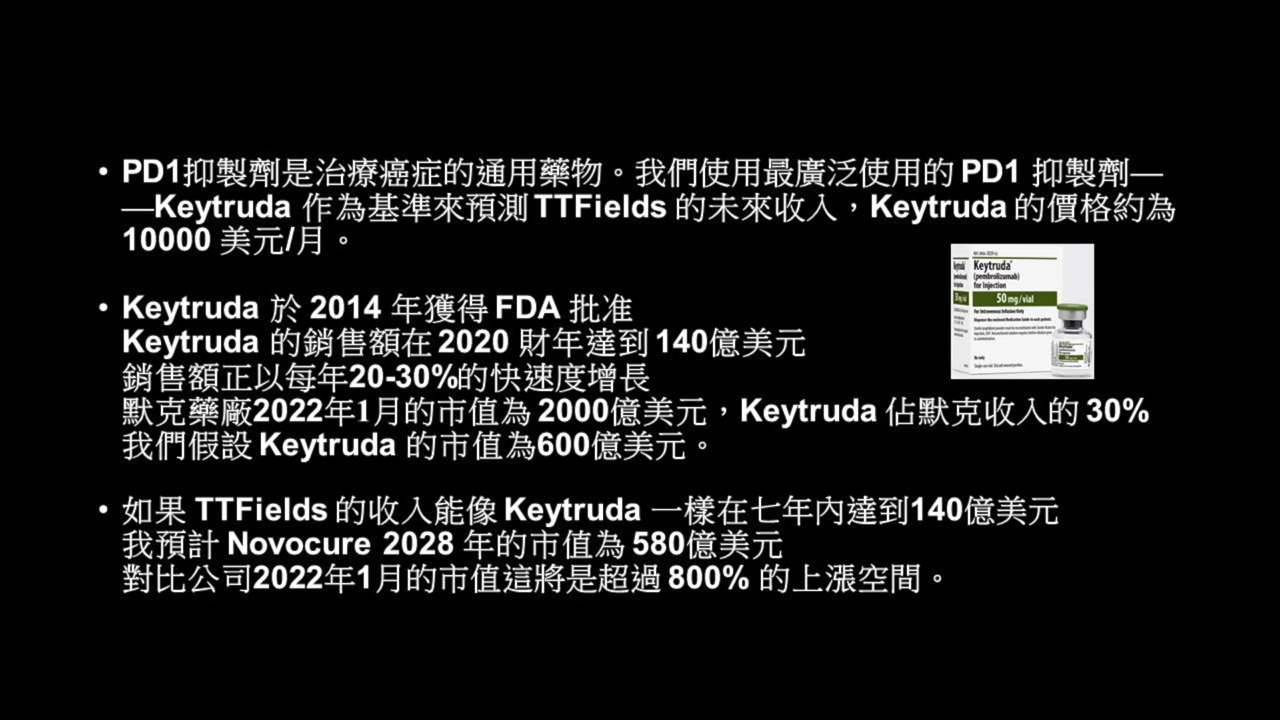 • PD1抑製劑是治療癌症的通用藥物。我們使用最廣泛使用的 PD1 抑製劑—
—Keytruda 作為基準來預測 TTFields 的未來收入，Keytruda 的價格約為
10000 美元/月。
• Keytruda 於 2014 年獲得 FDA 批准
Keytruda 的銷售額在 2020 財年達到 140億美元
銷售額正以每年20-30%的快速度增長
默克藥廠2022年1月的市值為 2000億美元，Keytruda 佔默克收入的 30%
我們假設 Keytruda 的市值為600億美元。
Keytruda
(pembrolizumab)
for Injection
50 mg/vial
For Intravenous Infusion Only
Rx only
• 如果 TTFields 的收入能像 Keytruda 一樣在七年內達到140億美元
我預計 Novocure 2028 年的市值為 580億美元
對比公司2022年1月的市值這將是超過 800% 的上漲空間。